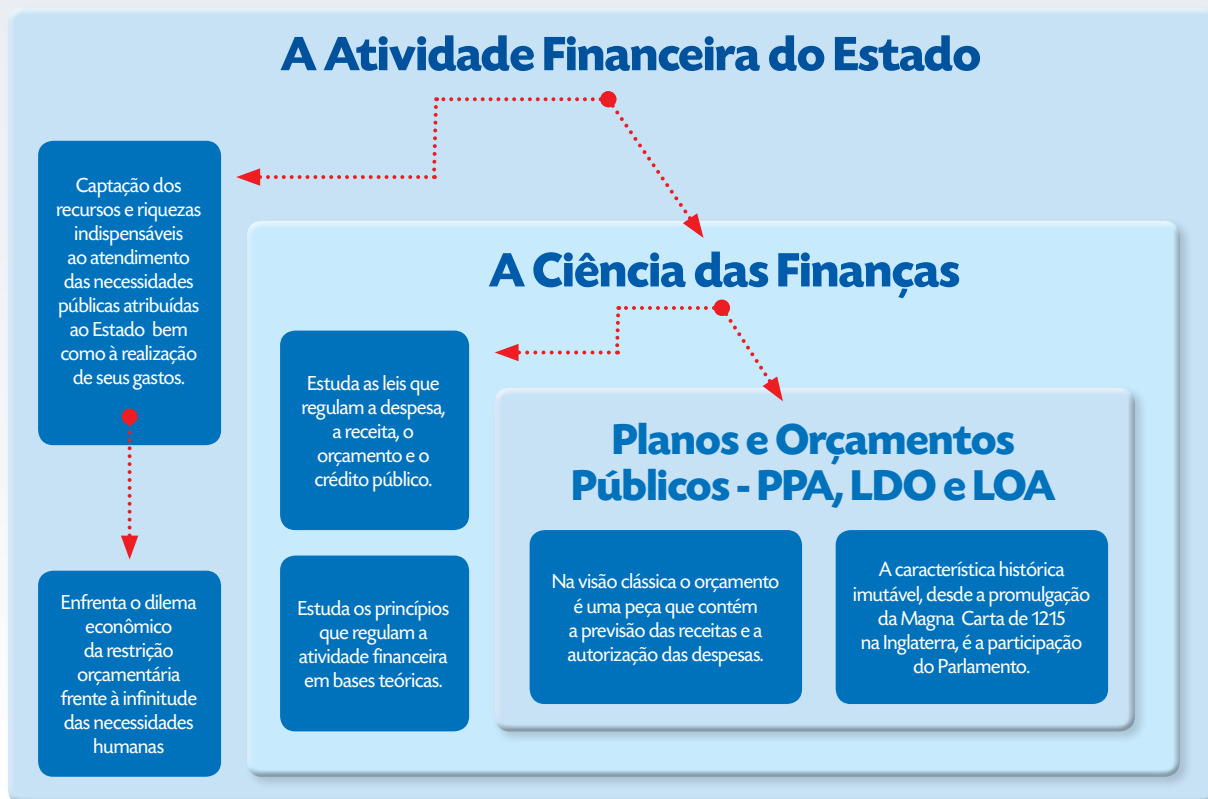 A Atividade Financeira do Estado
Captação dos
recursos e riquezas
indispensáveis
ao atendimento
das necessidades
públicas atribuídas
ao Estado bem
como à realização
de seus gastos.
Enfrenta o dilema
econômico
da restrição
orçamentária
frente à infinitude
das necessidades
humanas
A Ciência das Finanças
Estuda as leis que
regulam a despesa,
a receita, o
orçamento e o
crédito público.
Estuda os princípios
que regulam a
atividade financeira
em bases teóricas.
Planos e Orçamentos
Públicos - PPA, LDO e LOA
Na visão clássica o orçamento
é uma peça que contém
a previsão das receitas e a
autorização das despesas.
A característica histórica
imutável, desde a promulgação
da Magna Carta de 1215
na Inglaterra, é a participação
do Parlamento.